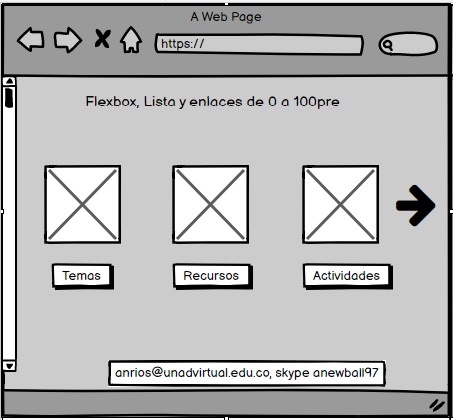 A Web Page
https://
Flexbox, Lista y enlaces de 0 a 100pre
Temas
Recursos
Actividades
anrios@unadvirtual.edu.co, skype anewball97